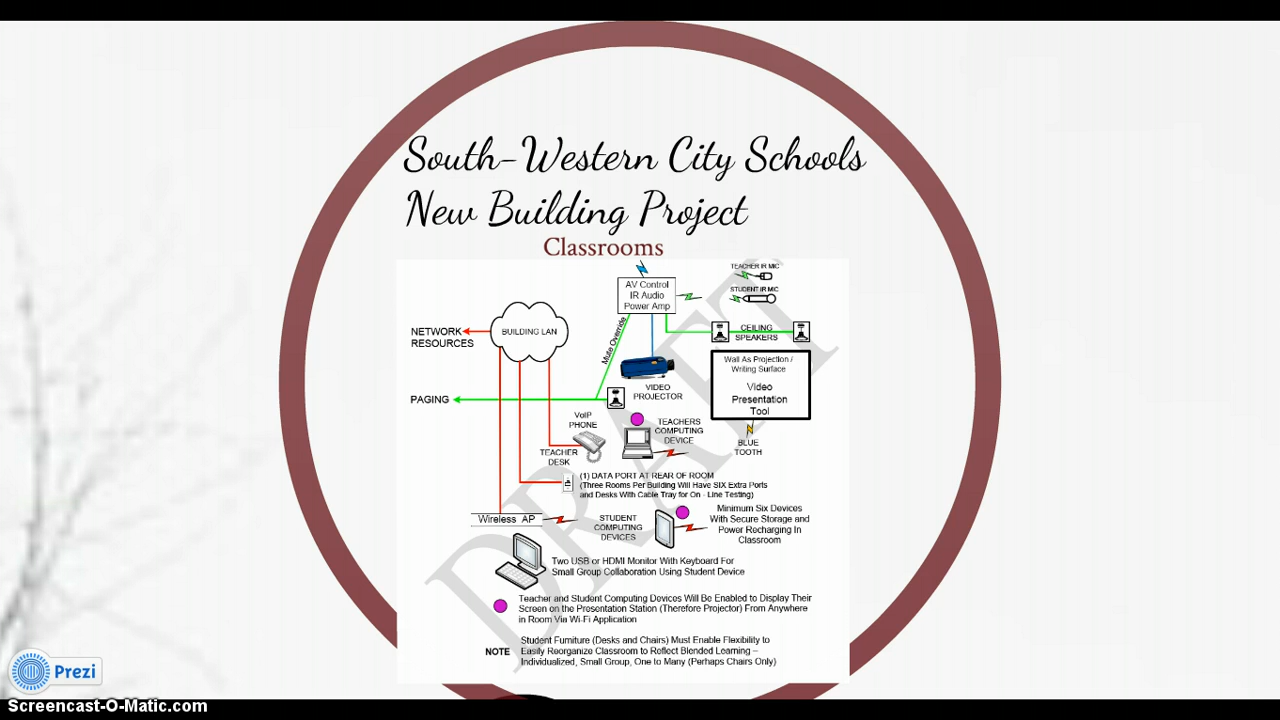 South-Western City Schools
New Building Project
Classrooms
TEACHER IR MIC
AV Control
IR Audio
Power Amp
STUDENT IR MIC
BUILDING LAN
NETWORK
RESOURCES
Mute Override
CEILING
SPEAKERS
Wall As Projection /
Writing Surface
Video
Presentation
Tool
VIDEO
PROJECTOR
PAGING
VoIP
PHONE
TEACHERS
COMPUTING
DEVICE
BLUE
TOOTH
TEACHER
DESK
(1) DATA PORT AT REAR OF ROOM
(Three Rooms Per Building Will Have SIX Extra Ports
and Desks With Cable Tray for On - Line Testing)
Wireless AP
STUDENT
COMPUTING
DEVICES
Minimum Six Devices
With Secure Storage and
Power Recharging In
Classroom
Two USB or HDMI Monitor With Keyboard For
Small Group Collaboration Using Student Device
Teacher and Student Computing Devices Will Be Enabled to Display Their
Screen on the Presentation Station (Therefore Projector) From Anywhere
in Room Via Wi-Fi Application
NOTE
Student Furniture (Desks and Chairs) Must Enable Flexibility to
Easily Reorganize Classroom to Reflect Blended Learning –
Individualized, Small Group, One to Many (Perhaps Chairs Only)
DRAFT
Prezi
Screencast-O-Matic.com